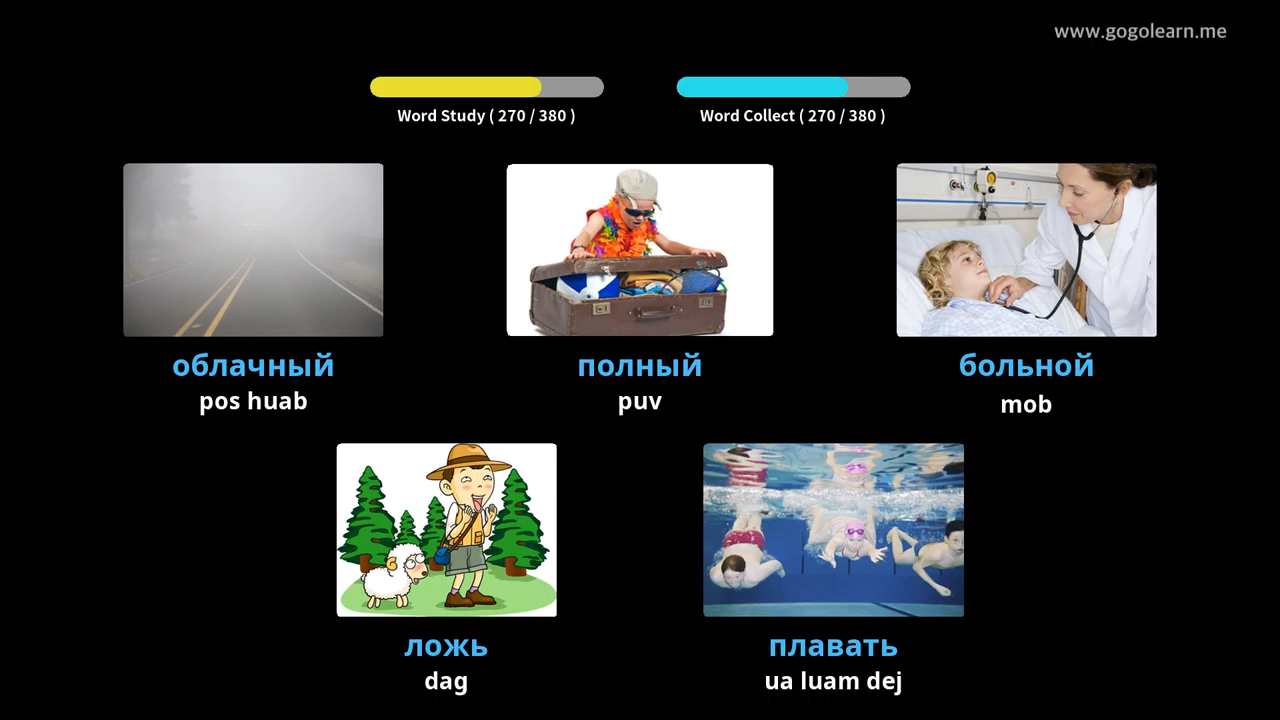 www.gogolearn.me
Word Study ( 270 / 380 )
Word Collect ( 270 / 380 )
облачный
pos huab
полный
puv
больной
mob
ложь
dag
плавать
ua luam dej